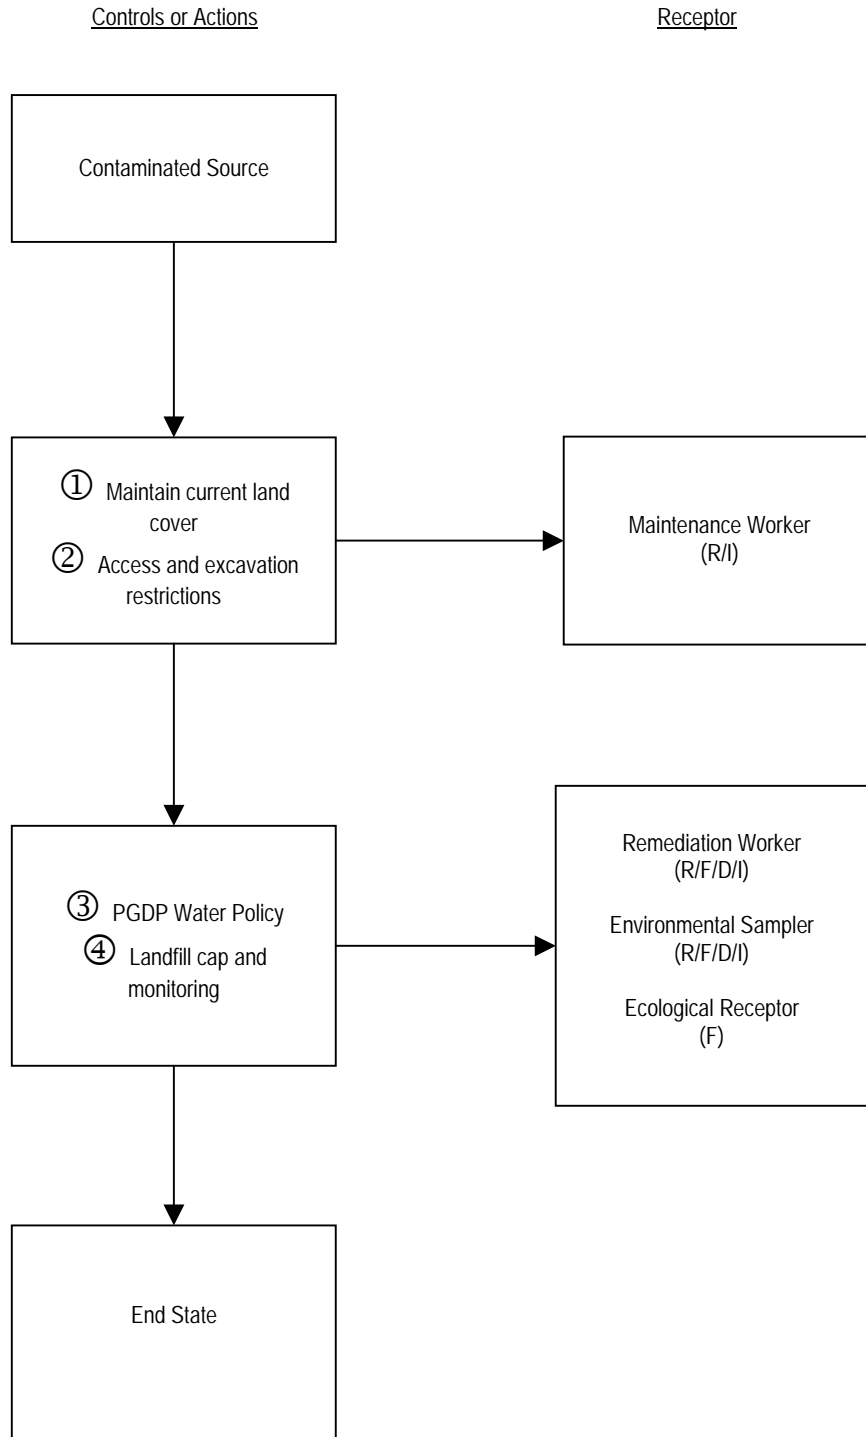 Controls or Actions
Receptor
Contaminated Source
① Maintain current land
cover
② Access and excavation
restrictions
Maintenance Worker
(R/I)
③ PGDP Water Policy
④ Landfill cap and
monitoring
Remediation Worker
(R/F/D/I)
Environmental Sampler
(R/F/D/I)
Ecological Receptor
(F)
End State